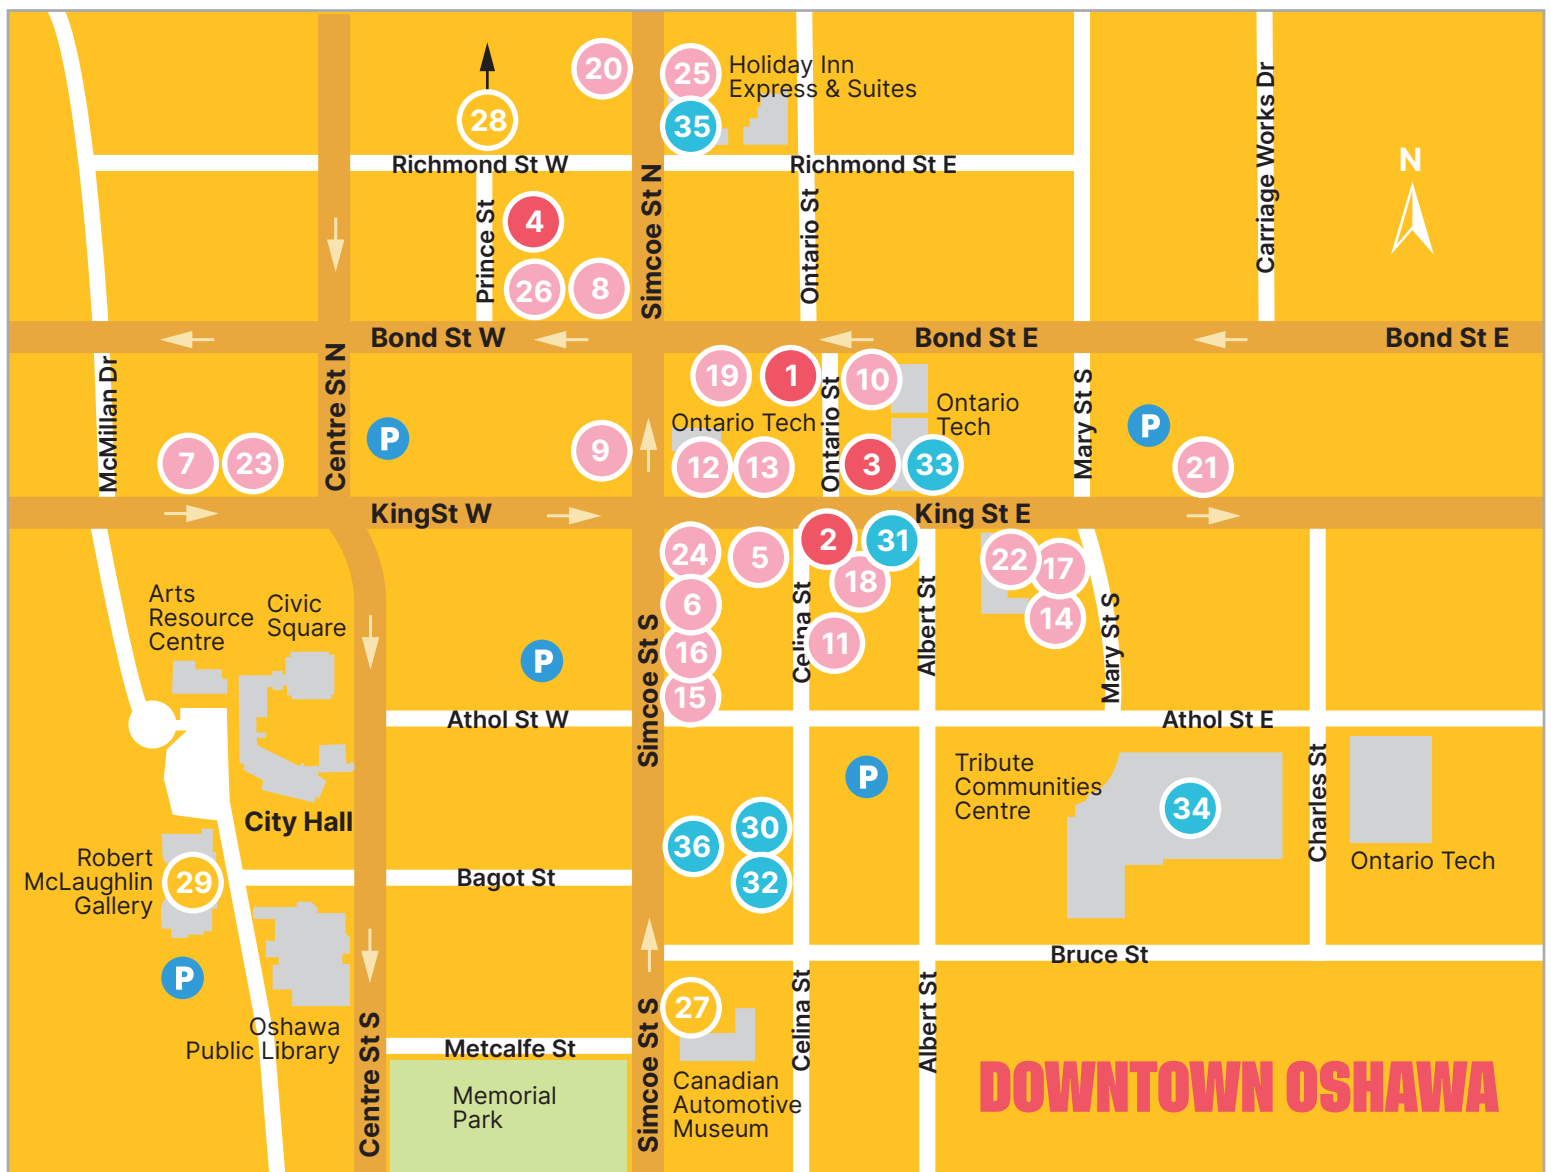 20
25
Holiday Inn
Express & Suites
28
35
Richmond St W
Richmond St E
Carriage Works Dr
N
Prince St
4
Simcoe St N
Ontario St
26
8
Bond St W
Bond St E
Bond St E
McMillan Dr
Centre St N
P
19
1
10
Ontario St
Ontario Tech
Ontario
Tech
Mary St S
P
7
23
9
12
13
3
33
21
KingSt W
King St E
24
5
2
31
18
22
17
6
14
16
11
15
Celina St
Albert St
Mary St S
Simcoe St S
Arts
Resource
Centre
Civic
Square
P
Athol St W
Athol St E
City Hall
P
Tribute
Communities
Centre
34
Charles St
Ontario Tech
36
30
32
Robert
McLaughlin
Gallery
29
Bagot St
P
Bruce St
Oshawa
Public Library
Centre St S
Metcalfe St
Memorial
Park
Simcoe St S
27
Canadian
Automotive
Museum
Celina St
Albert St
DOWNTOWN OSHAWA